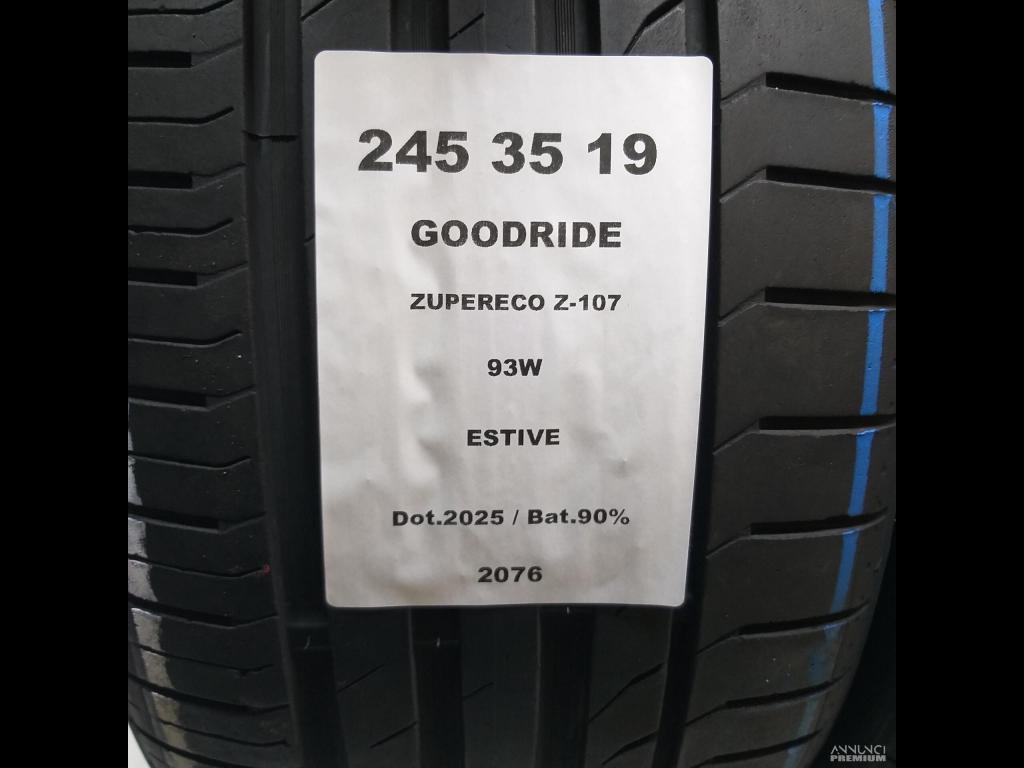 245 35 19
GOODRIDE
ZUPERECO Z-107
93W
ESTIVE
Dot.2025 / Bat.90%
2076
ANNUNCI
PREMIUM